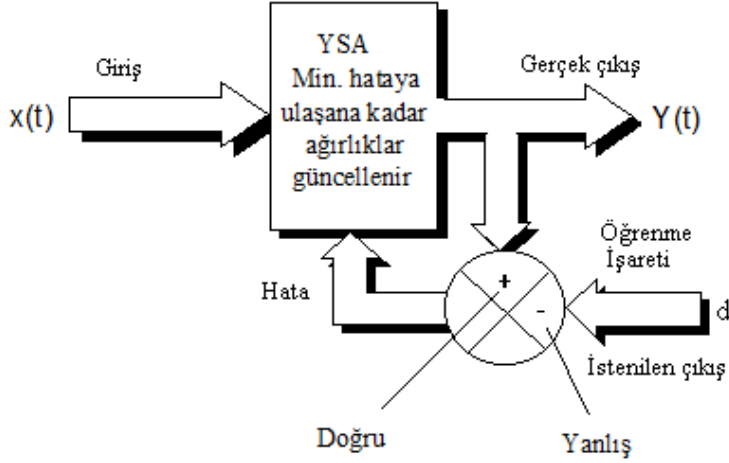 YSA
Min. hataya
ulaşana kadar
ağırlıklar
güncellenir
Giriş
x(t)
Gerçek çıkış
Y(t)
Öğrenme
İşareti
Hata
+
-
d
İstenilen çıkış
Doğru
Yanlış